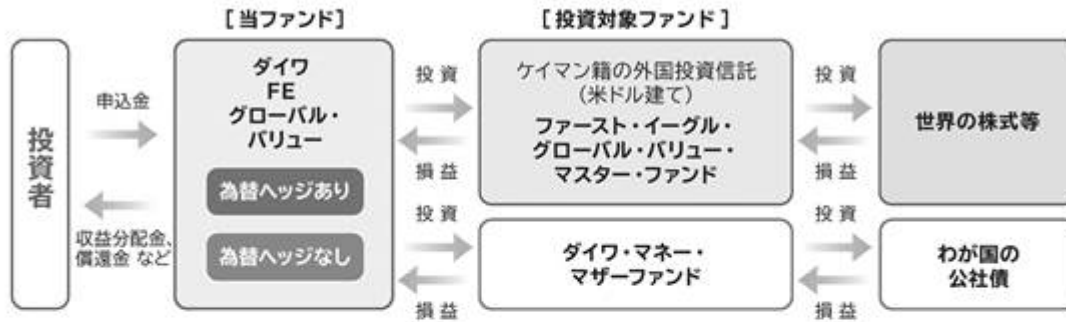 [当ファンド]
[投資対象ファンド]
投資者
申込金
収益分配金、
償還金 など
ダイワ
FE
グローバル・
バリュー
為替ヘッジあり
為替ヘッジなし
投資
損益
投資
損益
ケイマン籍の外国投資信託
(米ドル建て)
ファースト・イーグル・
グローバル・バリュー・
マスター・ファンド
ダイワ・マネー・
マザーファンド
投資
損益
投資
損益
世界の株式等
わが国の
公社債